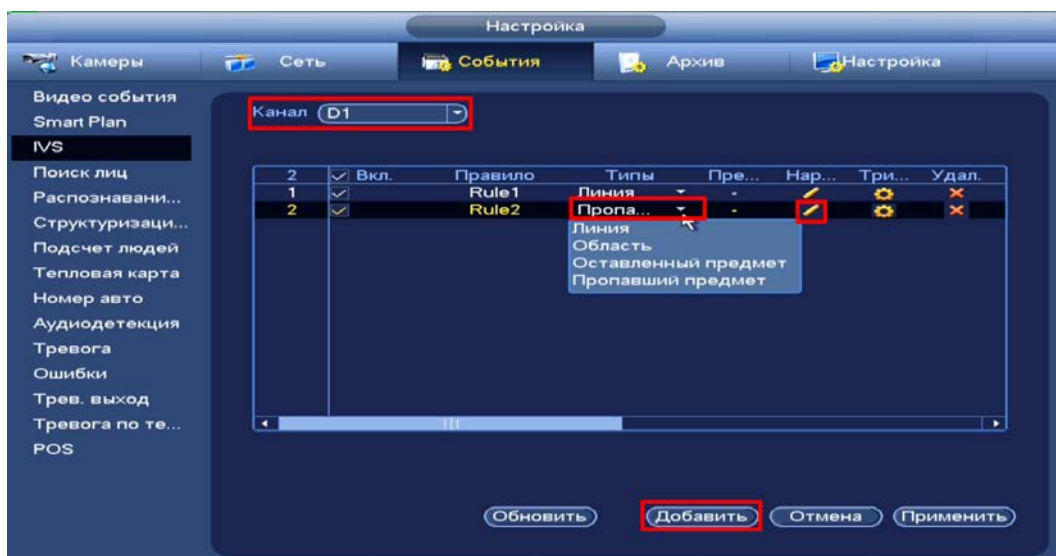 Настройка
Камеры Сеть События Архив Настройка
Видео события
Smart Plan
IVS
Поиск лиц
Распознавани...
Структуризаци...
Подсчет людей
Тепловая карта
Номер авто
Аудиодетекция
Тревога
Ошибки
Трев. выход
Тревога по те...
POS
Канал D1
2 Вкл. Правило Типы Пре... Нар... Три... Удал.
1 Rule1 Линия -
2 Rule2 Пропа... -
Линия
Область
Оставленный предмет
Пропавший предмет
Обновить Добавить Отмена Применить